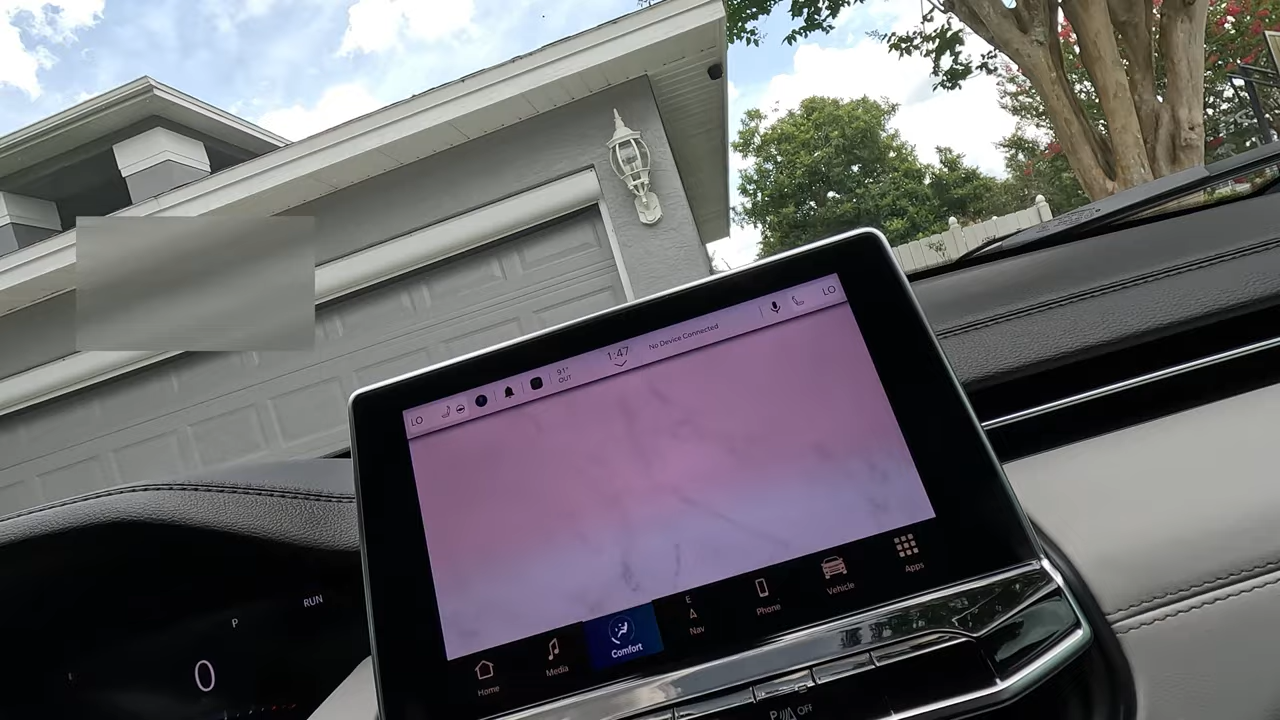 LO
91°
OUT
1:47
No Device Connected
LO
Home
Media
Comfort
E
Nav
Phone
Vehicle
Apps
RUN
P
0
P OFF